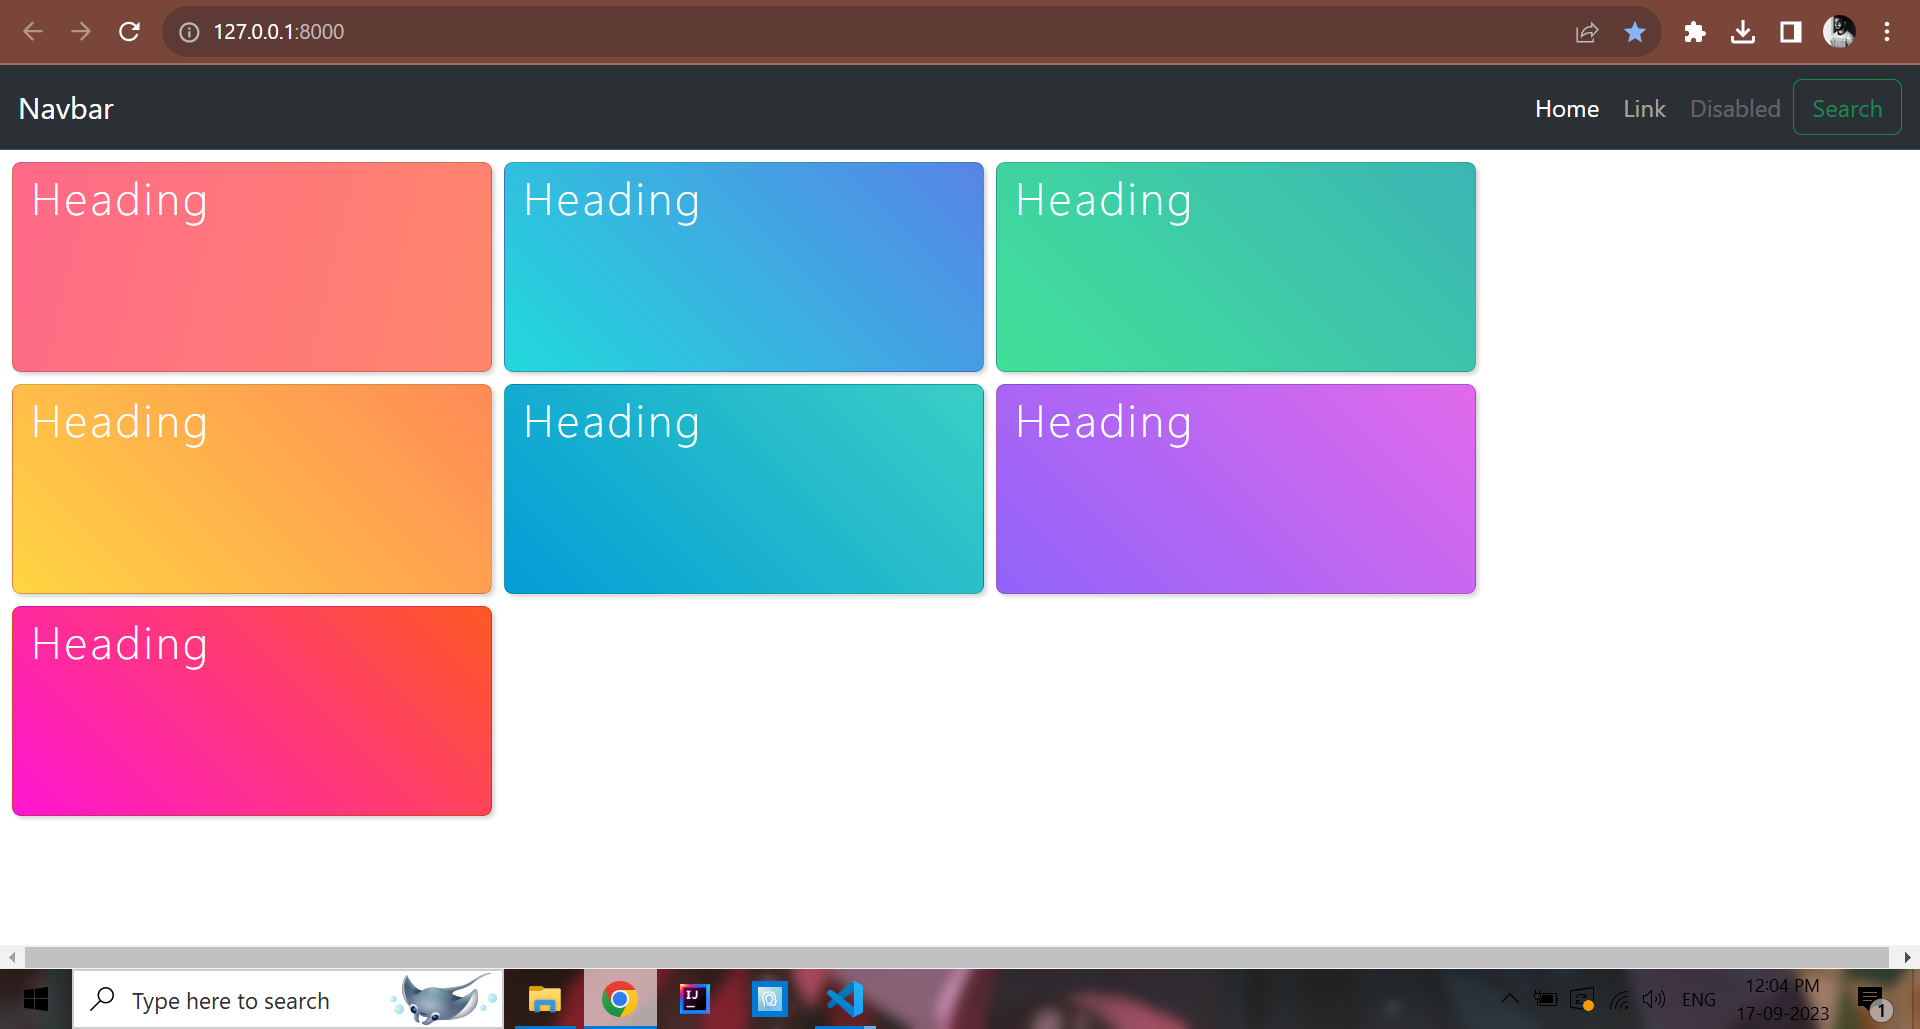 127.0.0.1:8000
Navbar
Home Link Disabled Search
Heading Heading Heading
Heading Heading Heading
Heading
Type here to search
IJ
ENG
12:04 PM
17-09-2023
1